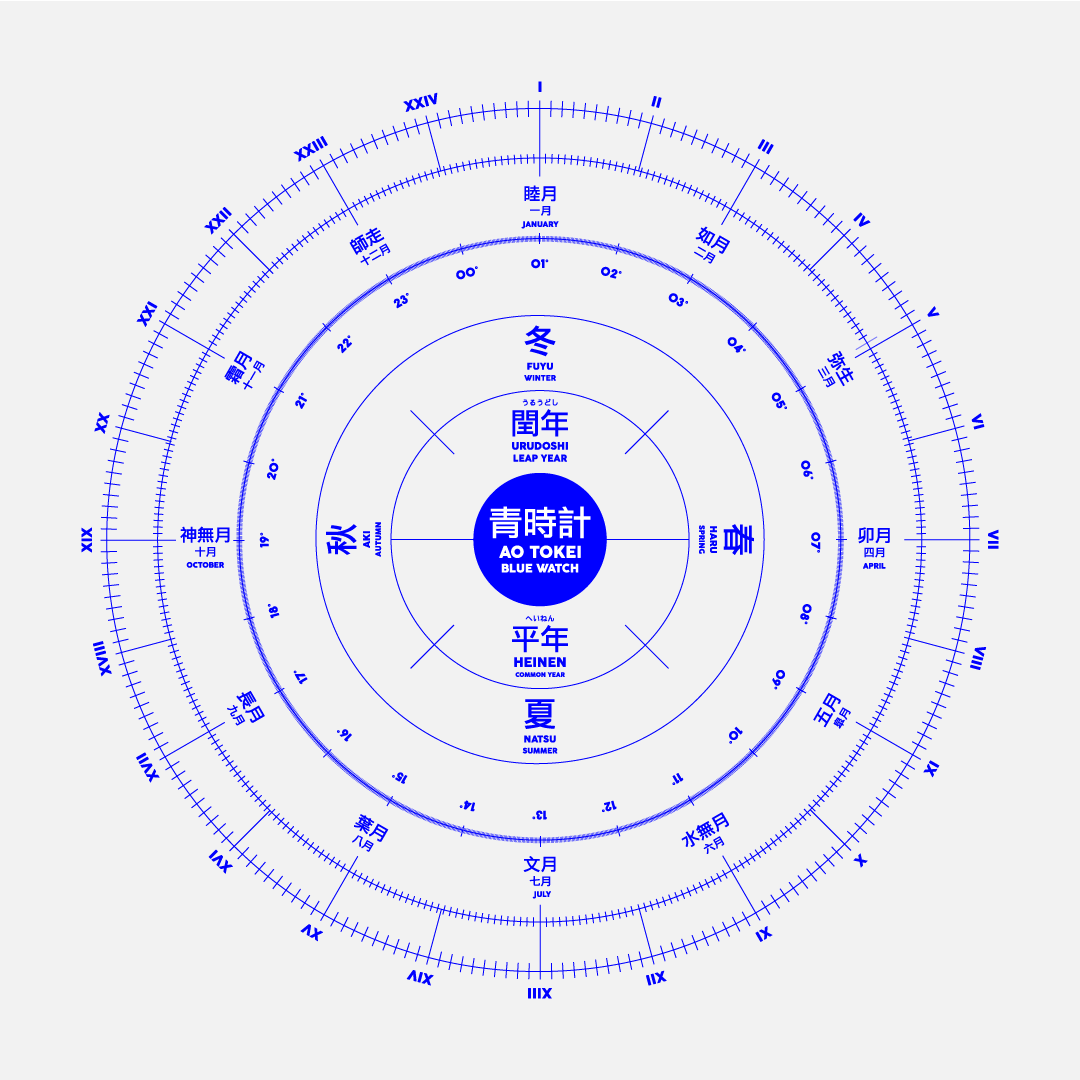 I
II
III
IV
V
VI
VII
VIII
IX
X
XI
XII
XIII
XIV
XV
XVI
XVII
XVIII
XIX
XX
XXI
XXII
XXIII
XXIV
睦月
一月
JANUARY
如月
二月
弥生
三月
卯月
四月
APRIL
五月
皐月
水無月
六月
文月
七月
JULY
葉月
八月
長月
九月
神無月
十月
OCTOBER
霜月
十一月
師走
十二月
01°
02°
03°
04°
05°
06°
07°
08°
09°
10°
11°
12°
13°
14°
15°
16°
17°
18°
19°
20°
21°
22°
23°
00°
冬
FUYU
WINTER
春
HARU
SPRING
夏
NATSU
SUMMER
秋
AKI
AUTUMN
うるうどし
閏年
URUDOSHI
LEAP YEAR
青時計
AO TOKEI
BLUE WATCH
へいねん
平年
HEINEN
COMMON YEAR